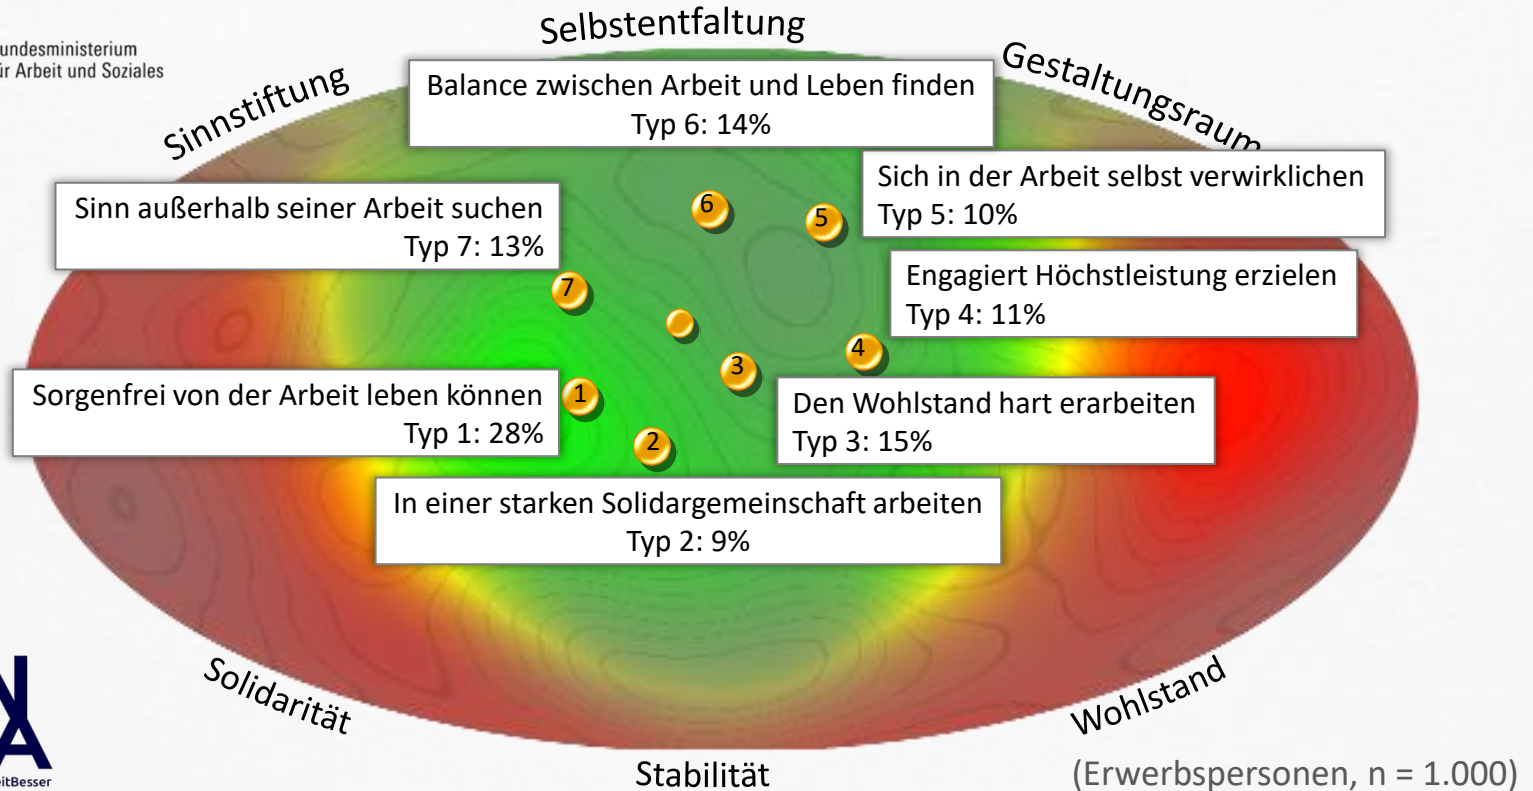 Selbstentfaltung
undesministerium
ür Arbeit und Soziales
Sinnstiftung
Gestaltungsraum
Balance zwischen Arbeit und Leben finden
Typ 6: 14%
Sich in der Arbeit selbst verwirklichen
Typ 5: 10%
Sinn außerhalb seiner Arbeit suchen
Typ 7: 13%
6
5
Engagiert Höchstleistung erzielen
Typ 4: 11%
7
4
3
Sorgenfrei von der Arbeit leben können
Typ 1: 28%
1
Den Wohlstand hart erarbeiten
Typ 3: 15%
2
In einer starken Solidargemeinschaft arbeiten
Typ 2: 9%
Solidarität
Wohlstand
Stabilität
(Erwerbspersonen, n = 1.000)
N
A
eitBesser